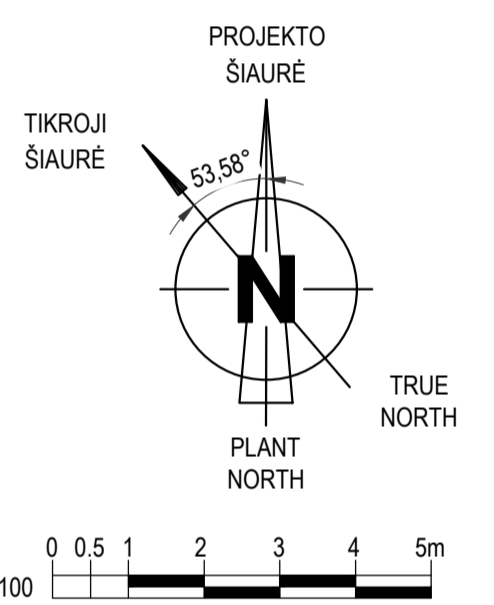 PROJEKTO
ŠIAURĖ
TIKROJI
ŠIAURĖ
53,58°
N
TRUE
NORTH
PLANT
NORTH
0 0.5 1 2 3 4 5m
100